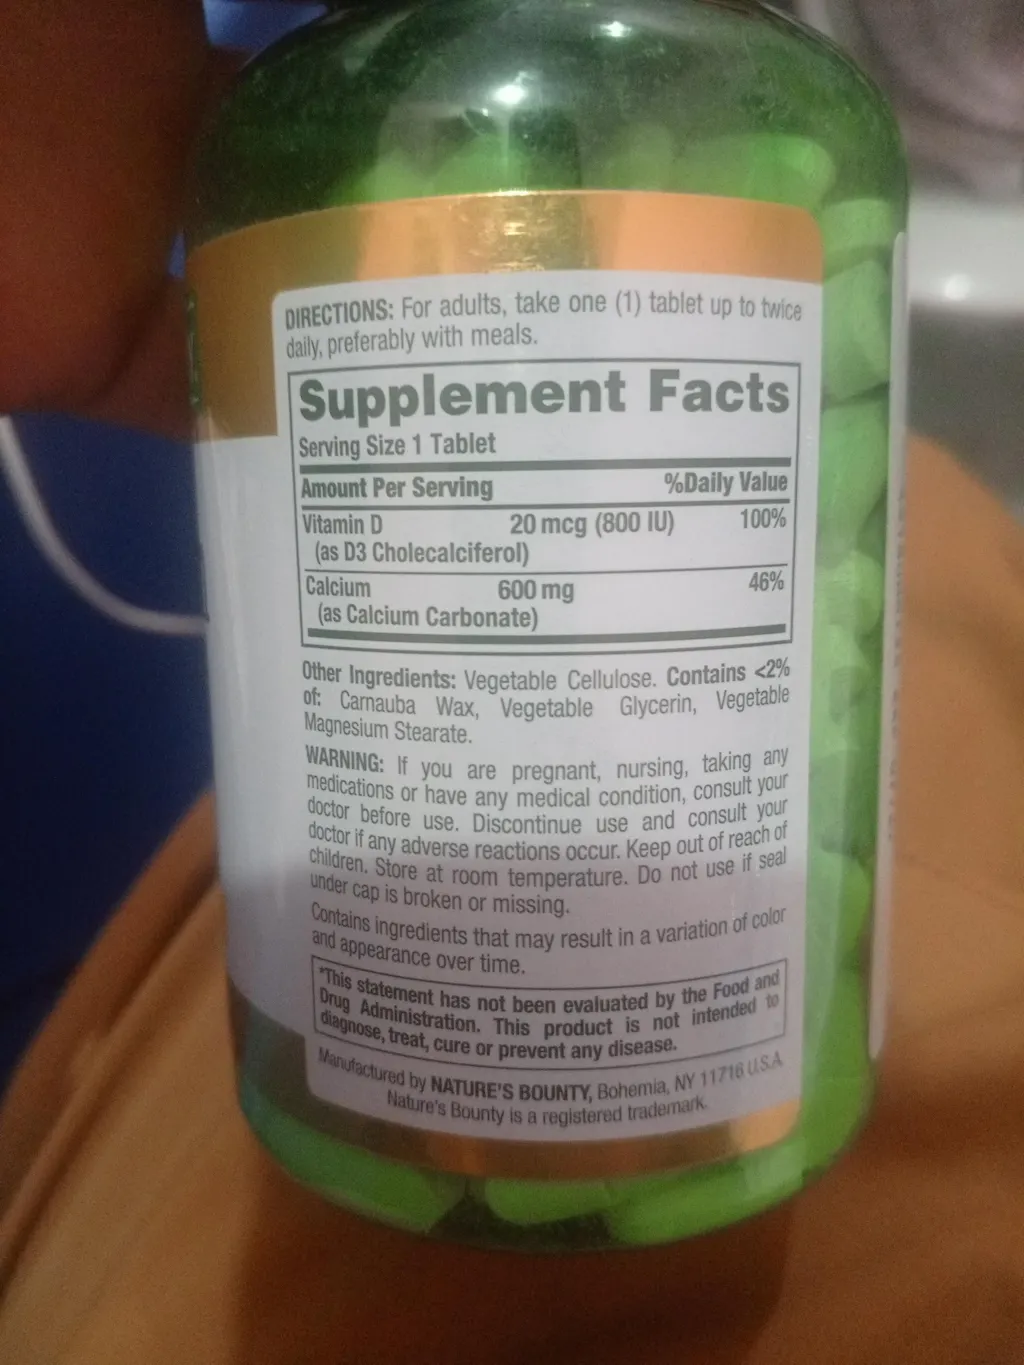 DIRECTIONS: For adults, take one (1) tablet up to twice
daily, preferably with meals.
Supplement Facts
Serving Size 1 Tablet
Amount Per Serving %Daily Value
Vitamin D 20 mcg (800 IU) 100%
(as D3 Cholecalciferol)
Calcium 600 mg 46%
(as Calcium Carbonate)
Other Ingredients: Vegetable Cellulose. Contains <2%
of: Carnauba Wax, Vegetable Glycerin, Vegetable
Magnesium Stearate.
WARNING: If you are pregnant, nursing, taking any
medications or have any medical condition, consult your
doctor before use. Discontinue use and consult your
doctor if any adverse reactions occur. Keep out of reach of
children. Store at room temperature. Do not use if seal
under cap is broken or missing.
Contains ingredients that may result in a variation of color
and appearance over time.
*This statement has not been evaluated by the Food and
Drug Administration. This product is not intended to
diagnose, treat, cure or prevent any disease.
Manufactured by NATURE'S BOUNTY, Bohemia, NY 11716 U.S.A
Nature's Bounty is a registered trademark.